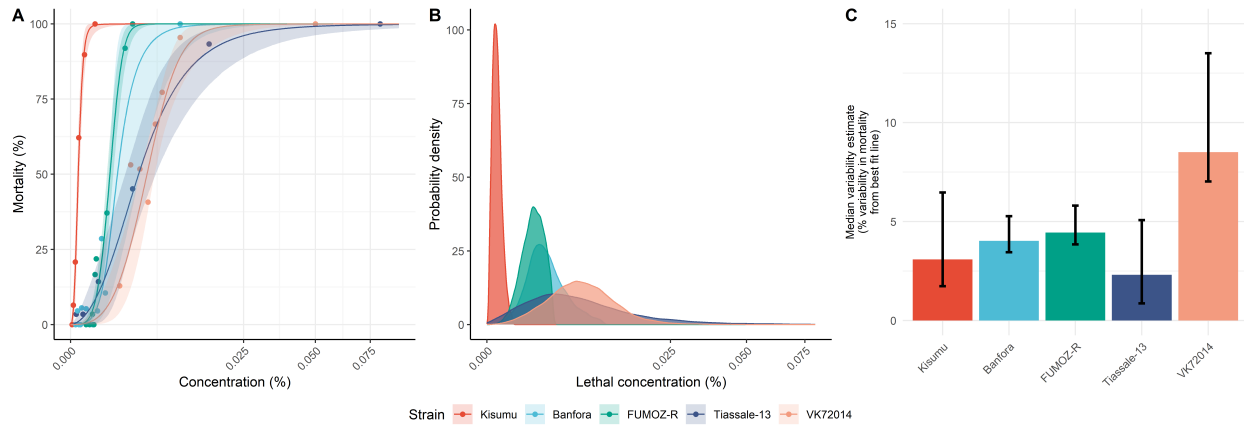 A
Mortality (%)
100
75
50
25
0
0.000
0.025
0.050
0.075
Concentration (%)
B
Probability density
100
75
50
25
0
0.000
0.025
0.050
0.075
Lethal concentration (%)
C
Median variability estimate
(% variability in mortality
from best fit line)
15
10
5
0
Kisumu
Banfora
FUMOZ-R
Tiassale-13
VK72014
Strain Kisumu Banfora FUMOZ-R Tiassale-13 VK72014